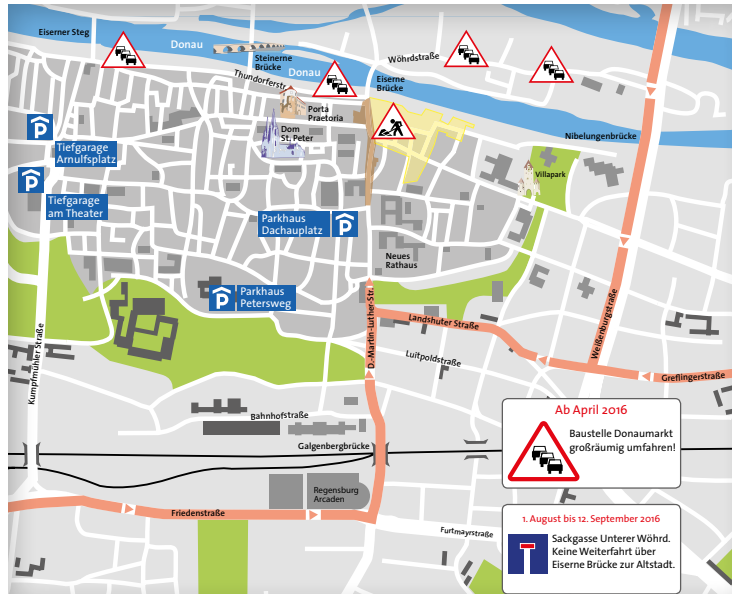 Eiserner Steg
Donau
Steinerne
Brücke
Donau
Thundorferstr.
Wöhrdstraße
Eiserne
Brücke
Porta
Praetoria
Dom
St. Peter
Nibelungenbrücke
P
Tiefgarage
Arnulfsplatz
Villapark
P
Tiefgarage
am Theater
Parkhaus
Dachauplatz
P
Neues
Rathaus
P
Parkhaus
Petersweg
D.-Martin-Luther-Str.
Landshuter Straße
Weißenburgstraße
Kumpfmühler Straße
Luitpoldstraße
Greflingerstraße
Bahnhofstraße
Galgenbergbrücke
Regensburg
Arcaden
Friedenstraße
Furtmayrstraße
Ab April 2016
Baustelle Donaumarkt
großräumig umfahren!
1. August bis 12. September 2016
Sackgasse Unterer Wöhrd.
Keine Weiterfahrt über
Eiserne Brücke zur Altstadt.